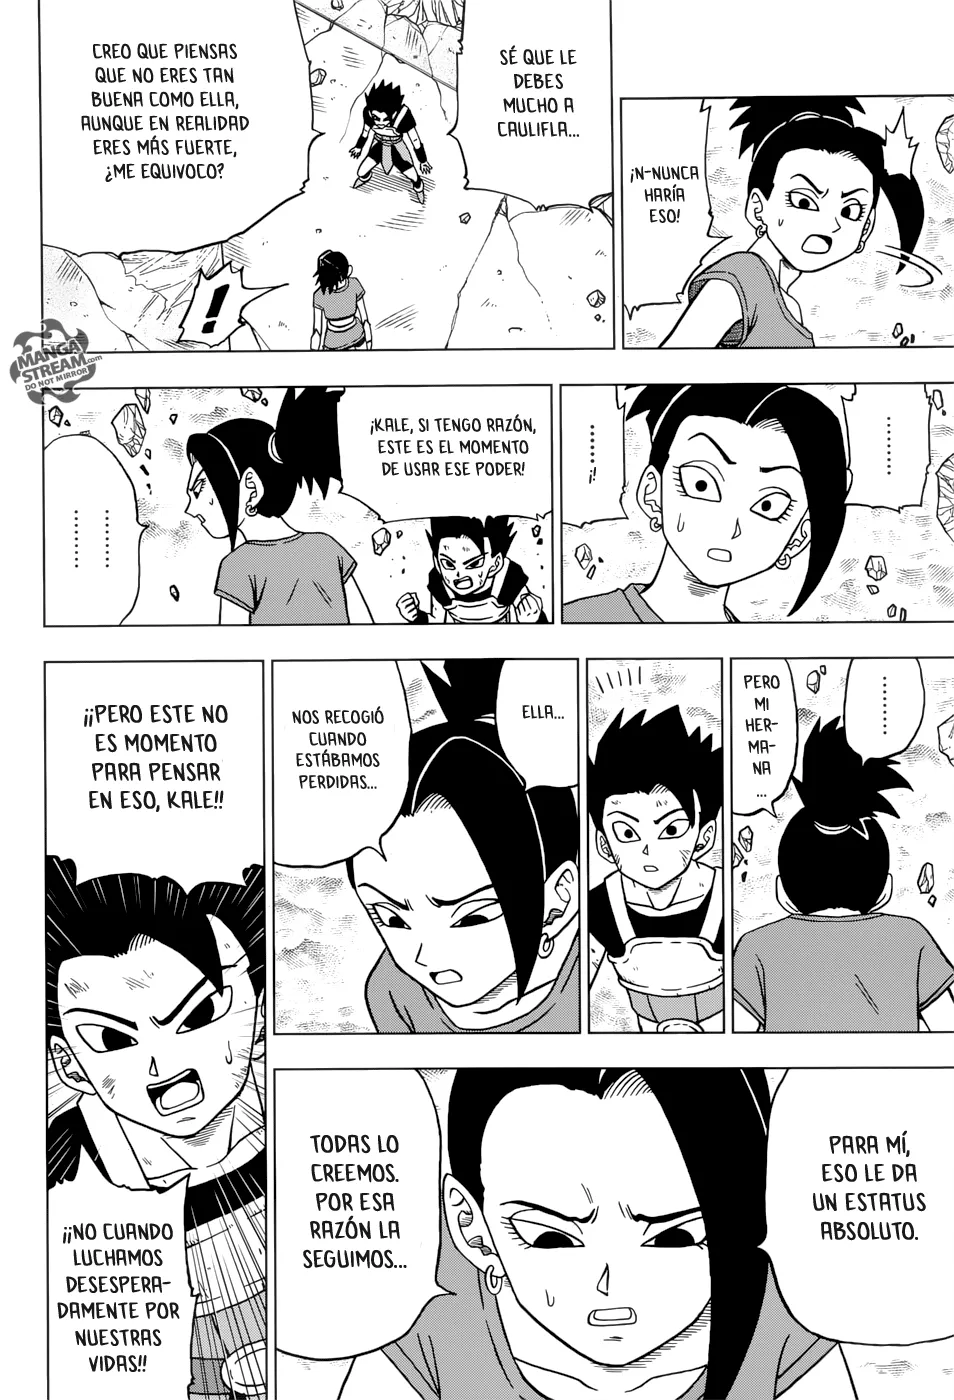 ¡N-NUNCA
HARÍA
ESO!
SÉ QUE LE
DEBES
MUCHO A
CAULIFLA...
CREO QUE PIENSAS
QUE NO ERES TAN
BUENA COMO ELLA,
AUNQUE EN REALIDAD
ERES MÁS FUERTE,
¿ME EQUIVOCO?
!
MANGA
STREAM.com
DO NOT MIRROR
........
....¡!
¡KALE, SI TENGO RAZÓN,
ESTE ES EL MOMENTO
DE USAR ESE PODER!
........
........
PERO
MI
HER-
MA-
NA
...
ELLA...
NOS RECOGIÓ
CUANDO
ESTÁBAMOS
PERDIDAS...
¡¡PERO ESTE NO
ES MOMENTO
PARA PENSAR
EN ESO, KALE!!
¡¡NO CUANDO
LUCHAMOS
DESESPERA-
DAMENTE POR
NUESTRAS
VIDAS!!
PARA MÍ,
ESO LE DA
UN ESTATUS
ABSOLUTO.
TODAS LO
CREEMOS.
POR ESA
RAZÓN LA
SEGUIMOS...